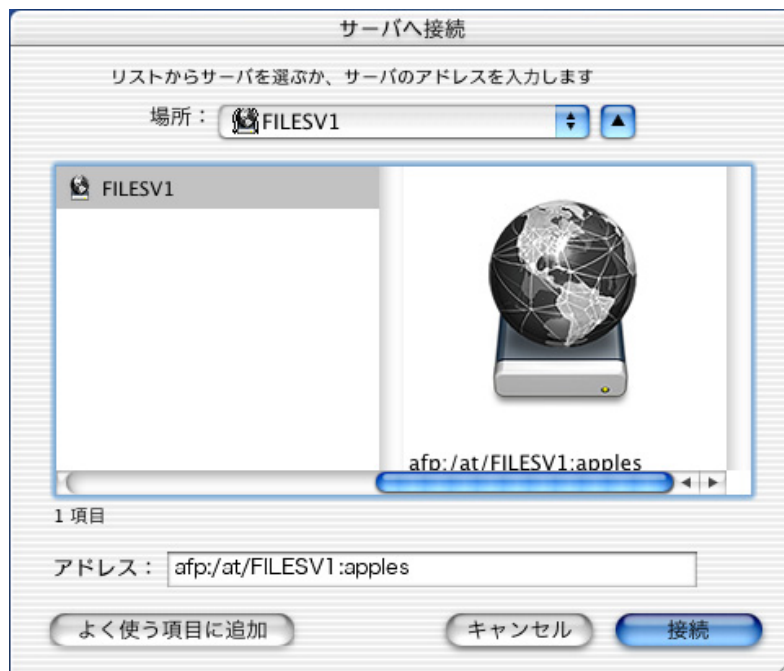 サーバへ接続
リストからサーバを選ぶか、サーバのアドレスを入力します
場所： FILESV1
FILESV1
afp:/at/FILESV1:apples
1 項目
アドレス： afp:/at/FILESV1:apples
よく使う項目に追加 キャンセル 接続